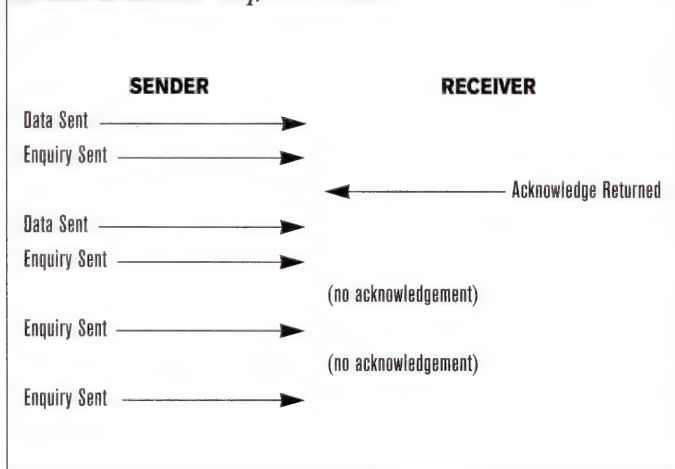 SENDER RECEIVER
Data Sent
Enquiry Sent
Acknowledge Returned
Data Sent
Enquiry Sent
(no acknowledgement)
Enquiry Sent
(no acknowledgement)
Enquiry Sent